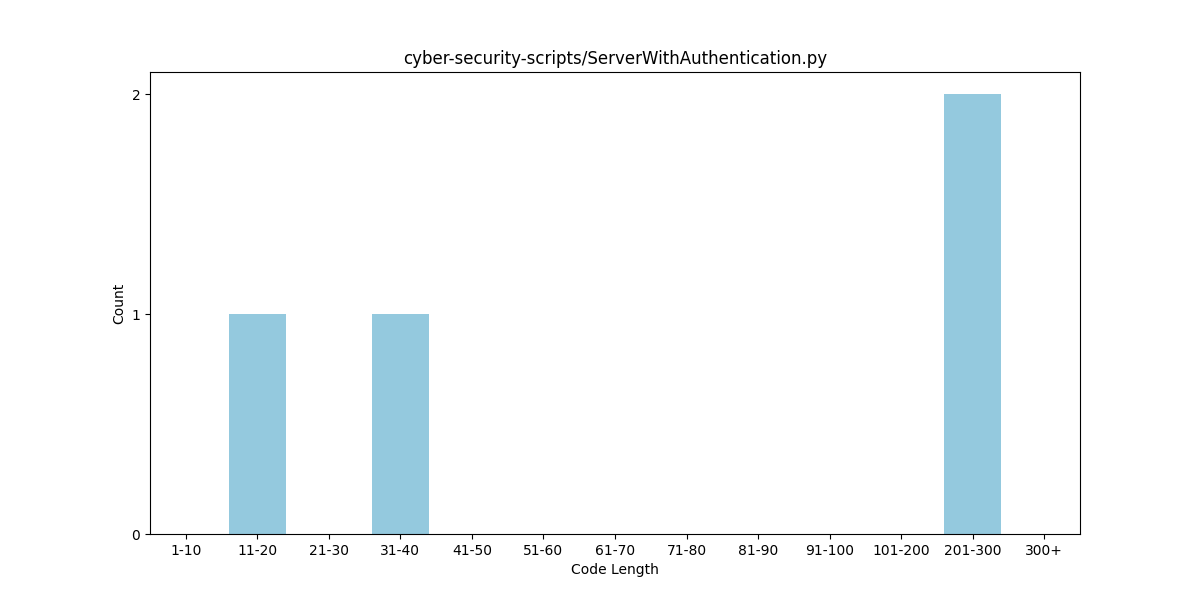 cyber-security-scripts/ServerWithAuthentication.py
2
1
0
Count
1-10 11-20 21-30 31-40 41-50 51-60 61-70 71-80 81-90 91-100 101-200 201-300 300+
Code Length